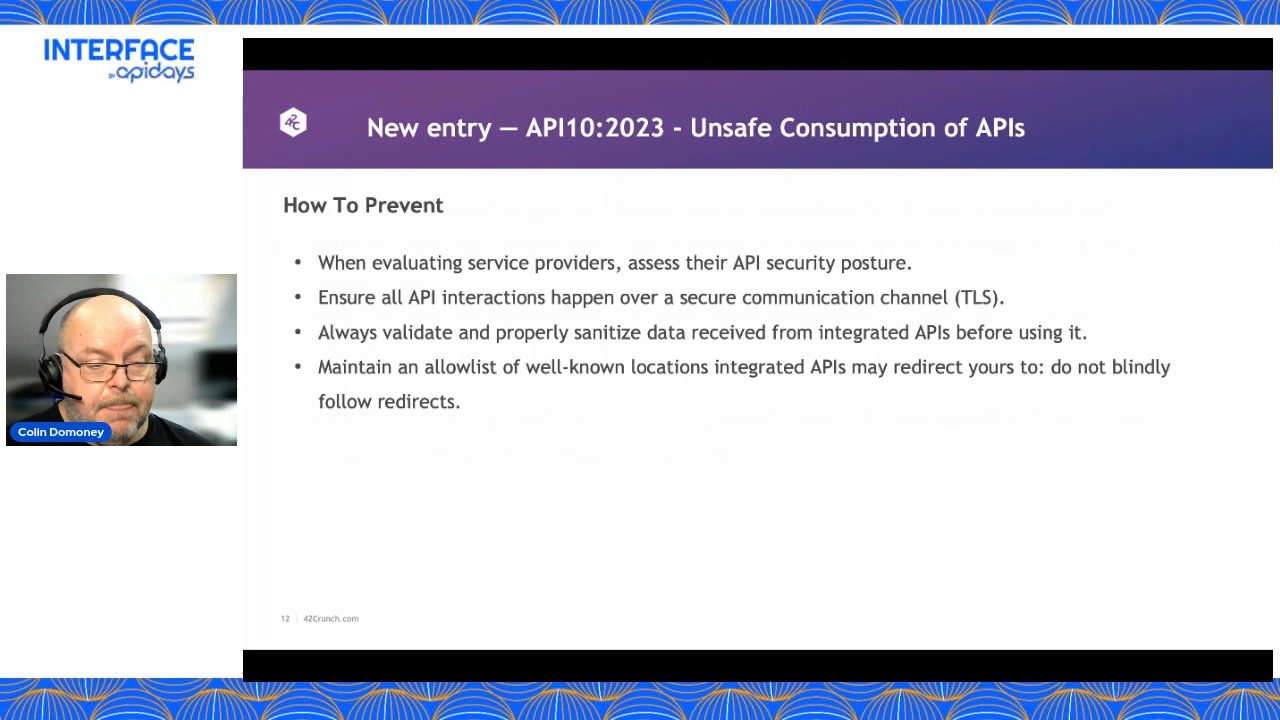 INTERFACE
BY apidays
42C
New entry — API10:2023 - Unsafe Consumption of APIs
How To Prevent
• When evaluating service providers, assess their API security posture.
• Ensure all API interactions happen over a secure communication channel (TLS).
• Always validate and properly sanitize data received from integrated APIs before using it.
• Maintain an allowlist of well-known locations integrated APIs may redirect yours to: do not blindly
follow redirects.
Colin Domoney
12 | 42Crunch.com